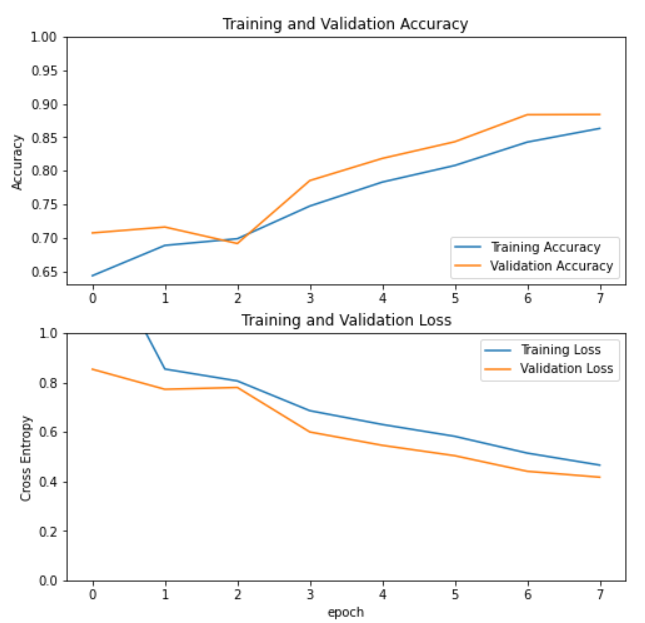 Training and Validation Accuracy
1.00
0.95
0.90
0.85
0.80
0.75
0.70
0.65
Accuracy
Training Accuracy
Validation Accuracy
0 1 2 3 4 5 6 7
Training and Validation Loss
1.0
0.8
0.6
0.4
0.2
0.0
Cross Entropy
Training Loss
Validation Loss
0 1 2 3 4 5 6 7
epoch